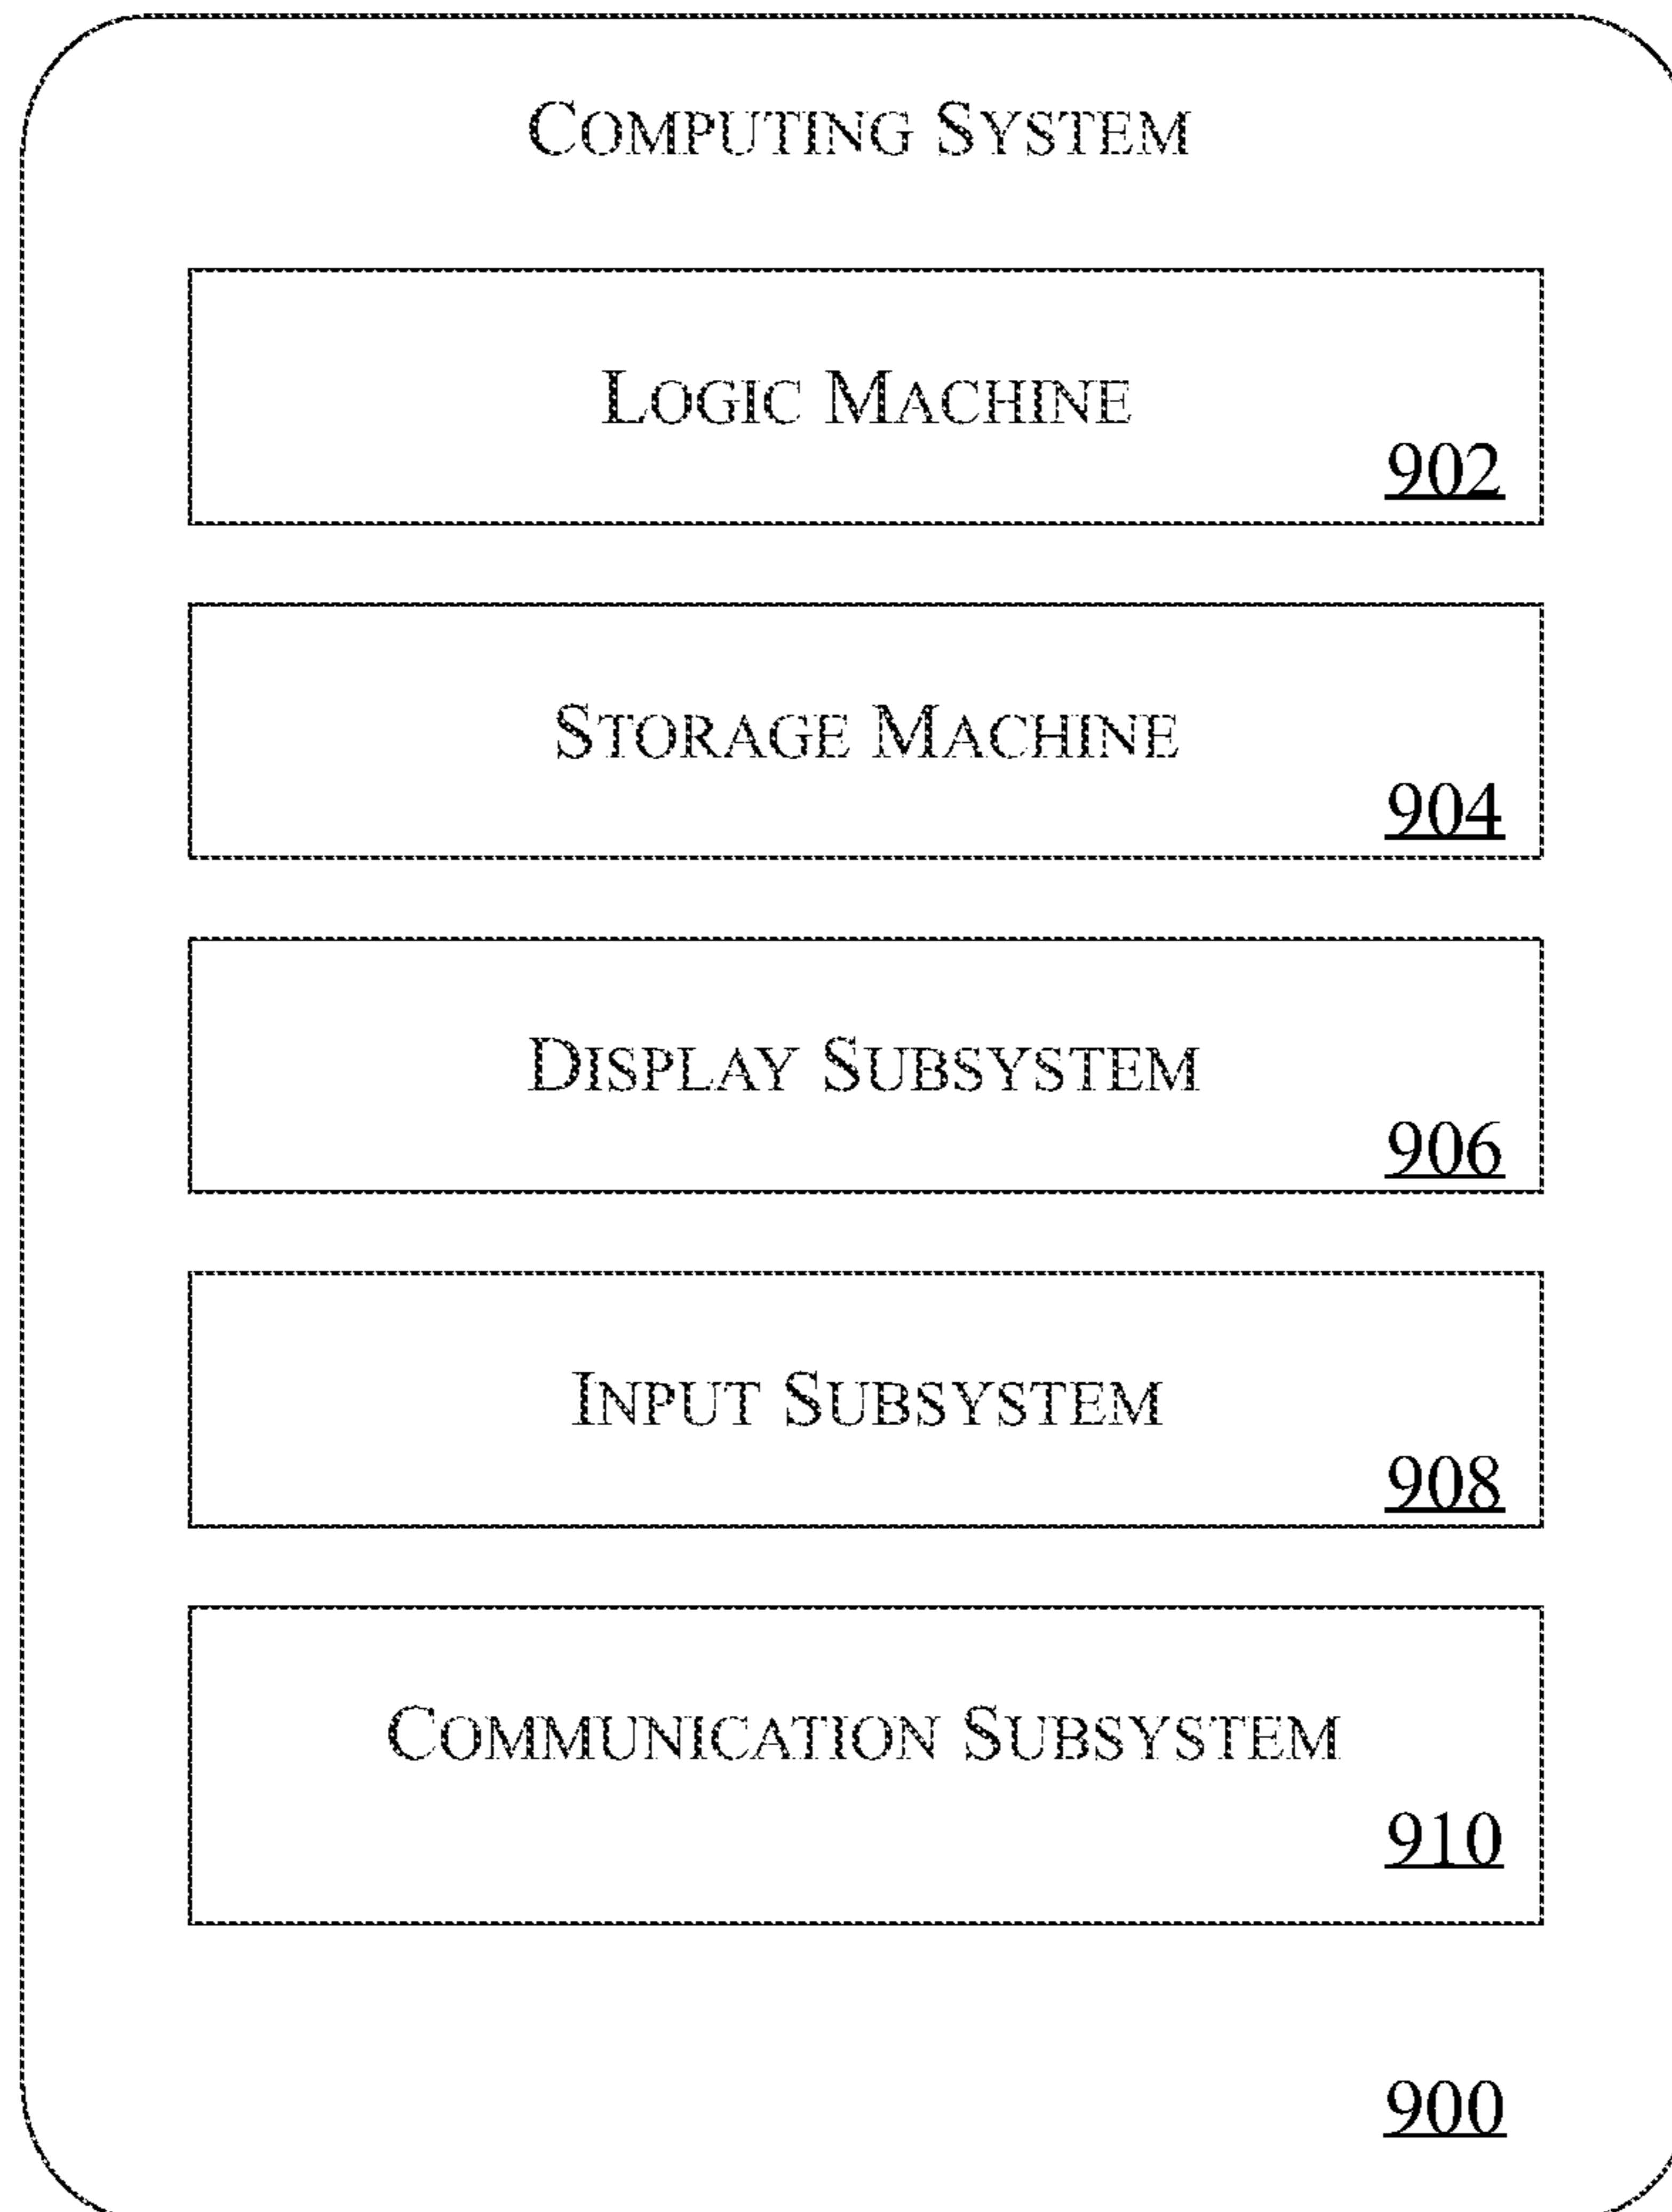 COMPUTING SYSTEM
LOGIC MACHINE
902
STORAGE MACHINE
904
DISPLAY SUBSYSTEM
906
INPUT SUBSYSTEM
908
COMMUNICATION SUBSYSTEM
910
900